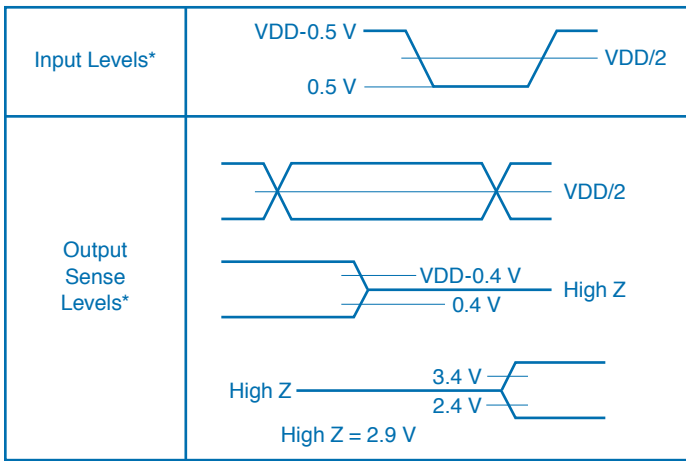 Input Levels*
VDD-0.5 V
VDD/2
0.5 V
Output
Sense
Levels*
VDD/2
VDD-0.4 V
0.4 V
High Z
High Z
3.4 V
2.4 V
High Z = 2.9 V